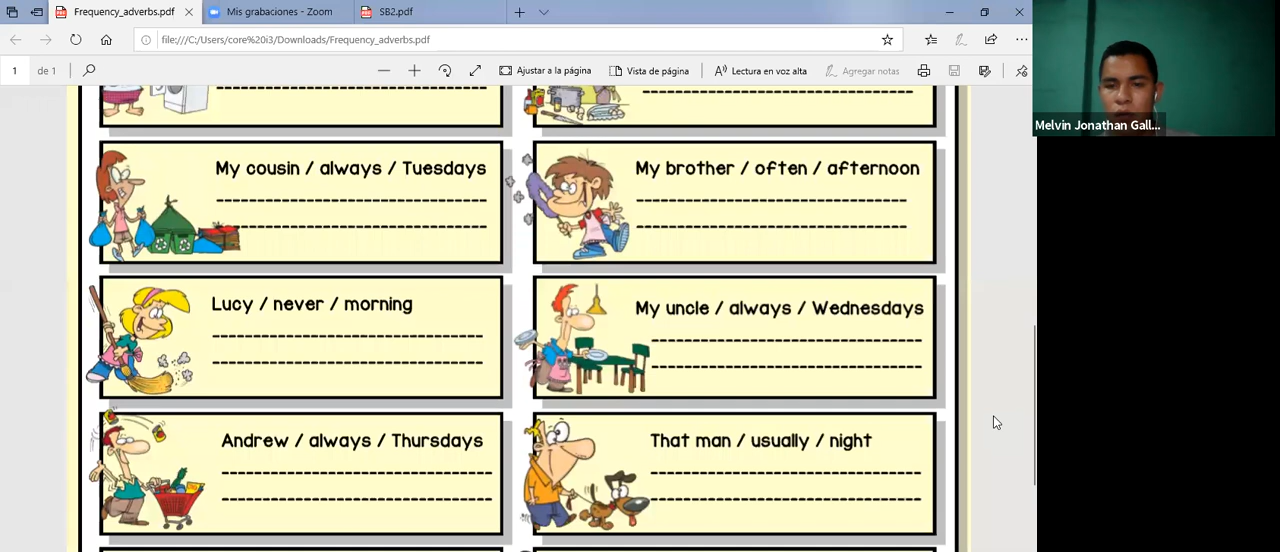 Frequency_adverbs.pdf
Mis grabaciones - Zoom
SB2.pdf
file:///C:/Users/core%20i3/Downloads/Frequency_adverbs.pdf
1 de 1
Ajustar a la página
Vista de página
Lectura en voz alta
Agregar notas
Melvin Jonathan Gall...
My cousin / always / Tuesdays
My brother / often / afternoon
Lucy / never / morning
My uncle / always / Wednesdays
Andrew / always / Thursdays
That man / usually / night